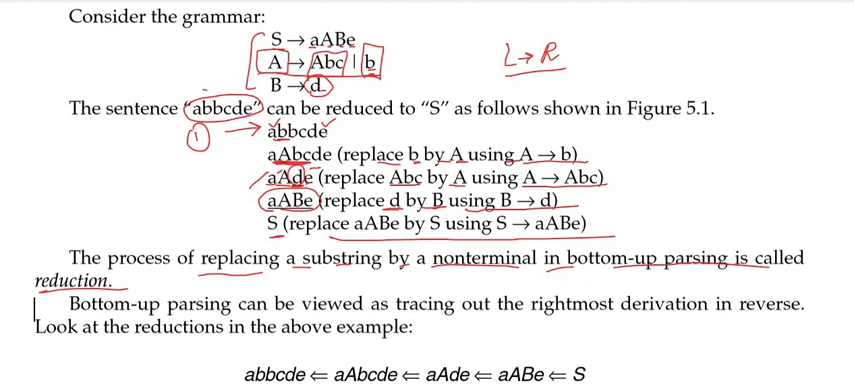 Consider the grammar:
S → aABe
A → Abc | b L→R
B → d
The sentence “abbcde” can be reduced to “S” as follows shown in Figure 5.1.
① → abbcde
aAbcde (replace b by A using A → b)
aAde (replace Abc by A using A → Abc)
aABe (replace d by B using B → d)
S (replace aABe by S using S → aABe)
The process of replacing a substring by a nonterminal in bottom-up parsing is called
reduction.
Bottom-up parsing can be viewed as tracing out the rightmost derivation in reverse.
Look at the reductions in the above example:
abbcde ⇐ aAbcde ⇐ aAde ⇐ aABe ⇐ S